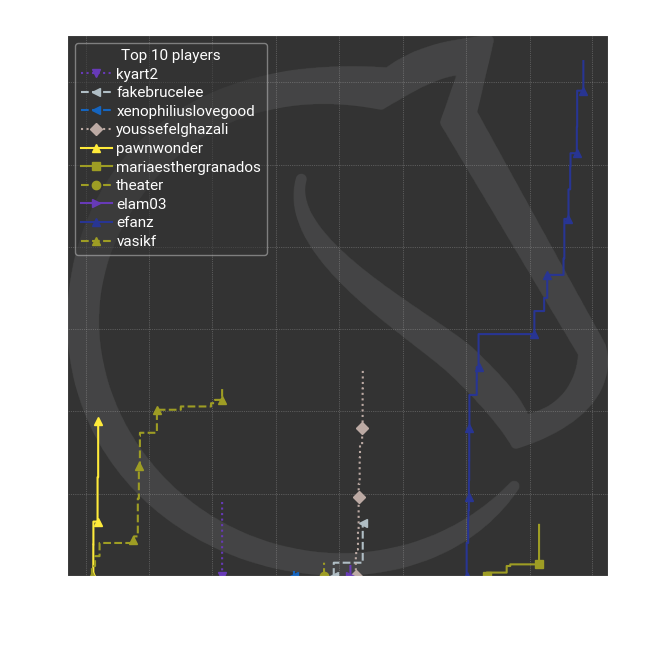 Top 10 players
kyart2
fakebrucelee
xenophiliuslovegood
youssefelghazali
pawnwonder
mariaesthergranados
theater
elam03
efanz
vasikf